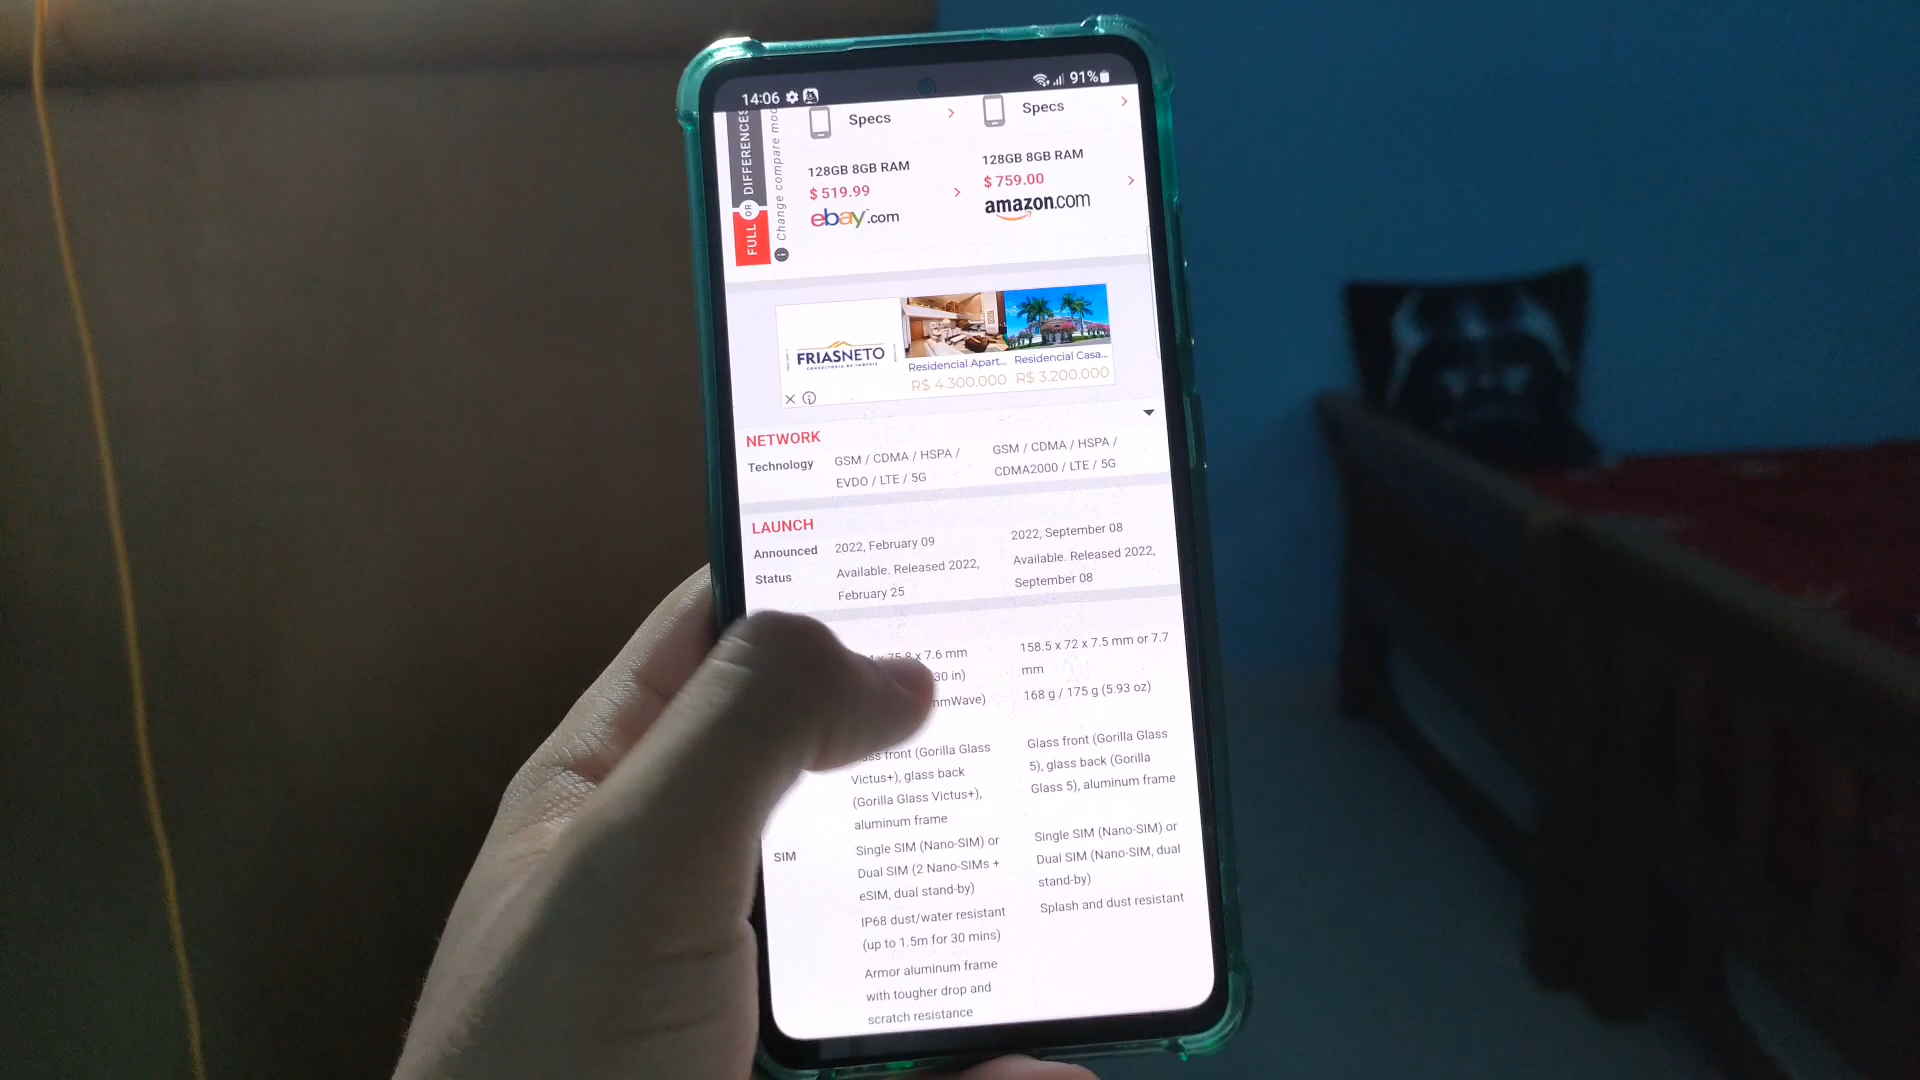 14:06
91%
FULL OR DIFFERENCES
Change compare
Specs
Specs
128GB 8GB RAM
$ 519.99
ebay.com
128GB 8GB RAM
$ 759.00
amazon.com
FRIASNETO
CONSULTORIA DE IMÓVEIS
Residencial Apart...
R$ 4.300.000
Residencial Casa...
R$ 3.200.000
NETWORK
Technology
GSM / CDMA / HSPA /
EVDO / LTE / 5G
GSM / CDMA / HSPA /
CDMA2000 / LTE / 5G
LAUNCH
Announced
2022, February 09
2022, September 08
Status
Available. Released 2022,
February 25
Available. Released 2022,
September 08
x 75.8 x 7.6 mm
30 in)
mmWave)
158.5 x 72 x 7.5 mm or 7.7
mm
168 g / 175 g (5.93 oz)
Glass front (Gorilla Glass
Victus+), glass back
(Gorilla Glass Victus+),
aluminum frame
Glass front (Gorilla Glass
5), glass back (Gorilla
Glass 5), aluminum frame
SIM
Single SIM (Nano-SIM) or
Dual SIM (2 Nano-SIMs +
eSIM, dual stand-by)
Single SIM (Nano-SIM) or
Dual SIM (Nano-SIM, dual
stand-by)
IP68 dust/water resistant
(up to 1.5m for 30 mins)
Splash and dust resistant
Armor aluminum frame
with tougher drop and
scratch resistance